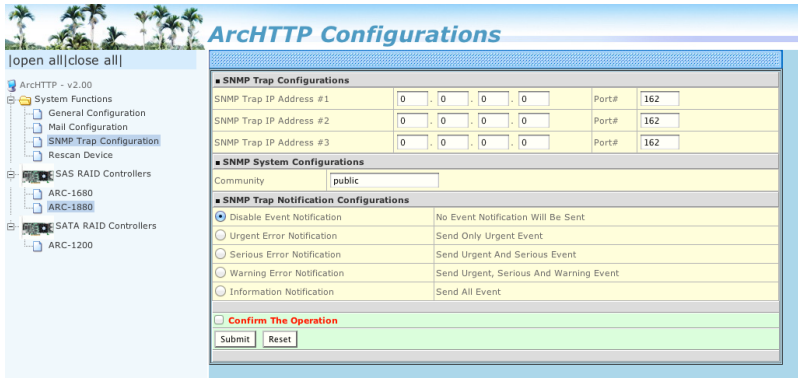 ArcHTTP Configurations
|open all|close all|
ArcHTTP - v2.00
System Functions
General Configuration
Mail Configuration
SNMP Trap Configuration
Rescan Device
SAS RAID Controllers
ARC-1680
ARC-1880
SATA RAID Controllers
ARC-1200
SNMP Trap Configurations
SNMP Trap IP Address #1 0 . 0 . 0 . 0 Port# 162
SNMP Trap IP Address #2 0 . 0 . 0 . 0 Port# 162
SNMP Trap IP Address #3 0 . 0 . 0 . 0 Port# 162
SNMP System Configurations
Community public
SNMP Trap Notification Configurations
Disable Event Notification No Event Notification Will Be Sent
Urgent Error Notification Send Only Urgent Event
Serious Error Notification Send Urgent And Serious Event
Warning Error Notification Send Urgent, Serious And Warning Event
Information Notification Send All Event
Confirm The Operation
Submit Reset